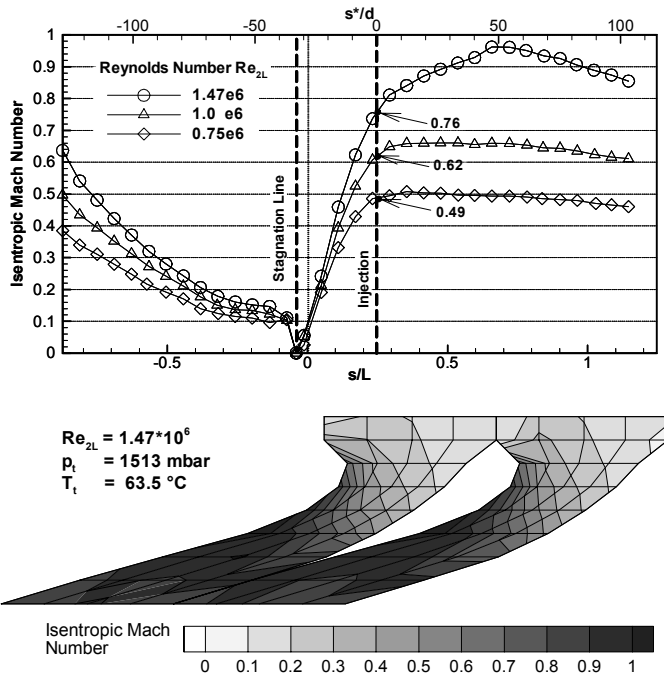 s*/d
-100 -50 0 50 100
Isentropic Mach Number
1
0.9
0.8
0.7
0.6
0.5
0.4
0.3
0.2
0.1
0
Reynolds Number Re2L
1.47e6
1.0 e6
0.75e6
0.76
0.62
0.49
Stagnation Line
Injection
-0.5 0 0.5 1
s/L
Re2L = 1.47*10^6
pt = 1513 mbar
Tt = 63.5 °C
Isentropic Mach
Number
0 0.1 0.2 0.3 0.4 0.5 0.6 0.7 0.8 0.9 1